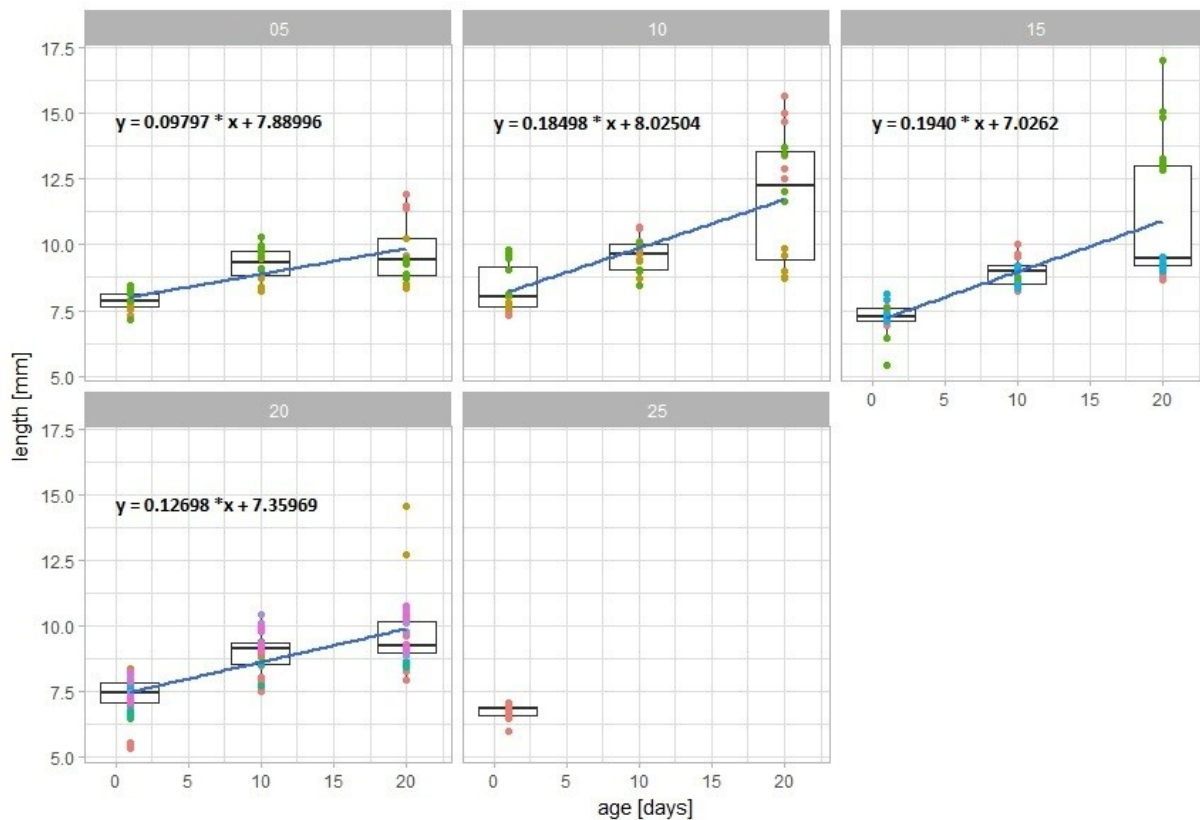 05
10
15
17.5
15.0
12.5
10.0
7.5
5.0
y = 0.09797 * x + 7.88996
y = 0.18498 * x + 8.02504
y = 0.1940 * x + 7.0262
0 5 10 15 20
length [mm]
20
25
17.5
15.0
12.5
10.0
7.5
5.0
y = 0.12698 *x + 7.35969
0 5 10 15 20
0 5 10 15 20
age [days]